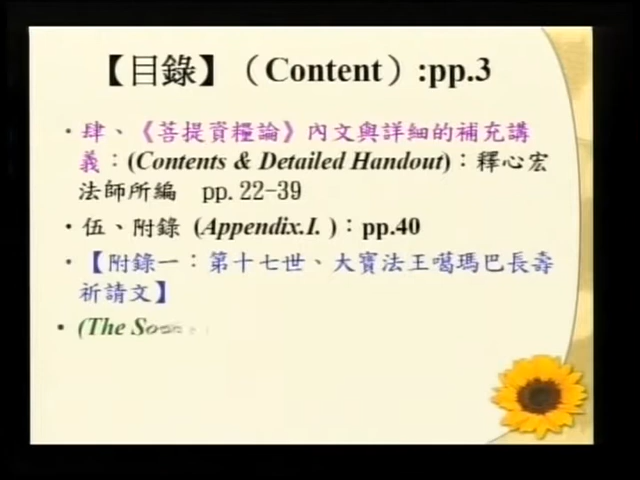 【目錄】（Content）:pp.3
• 肆、《菩提資糧論》內文與詳細的補充講
義：(Contents & Detailed Handout)：釋心宏
法師所編 pp.22-39
• 伍、附錄 (Appendix.I. )：pp.40
• 【附錄一：第十七世、大寶法王噶瑪巴長壽
祈請文】
• (The